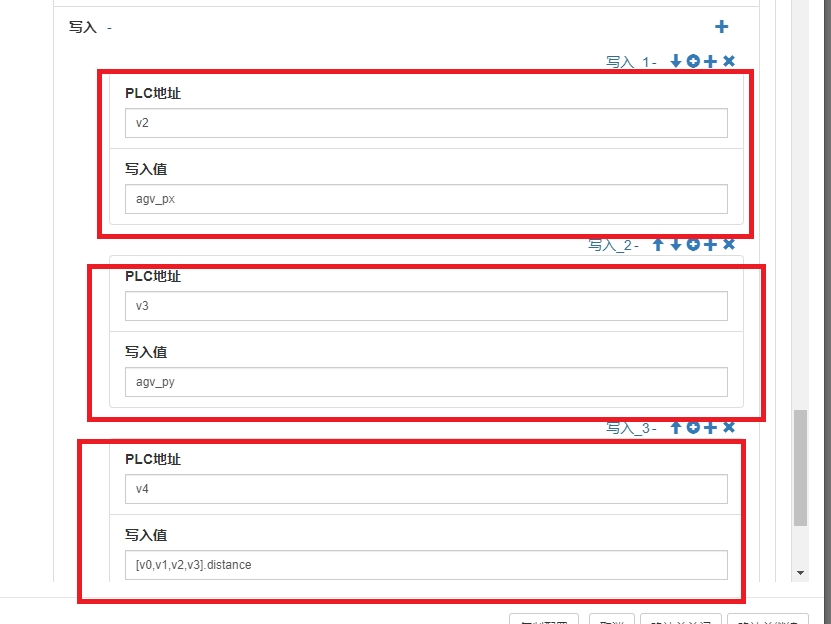 写入 -
写入_1-
PLC地址
v2
写入值
agv_px
写入_2-
PLC地址
v3
写入值
agv_py
写入_3-
PLC地址
v4
写入值
[v0,v1,v2,v3].distance